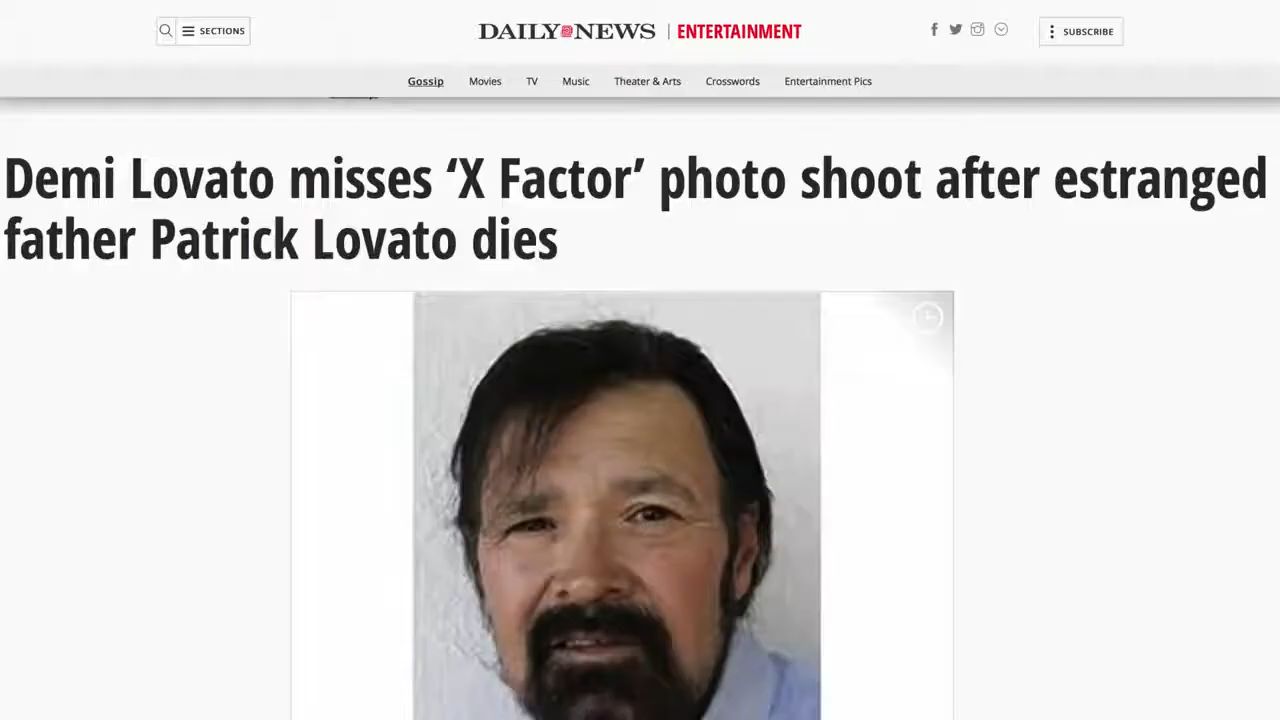 SECTIONS
DAILY NEWS | ENTERTAINMENT
SUBSCRIBE
Gossip Movies TV Music Theater & Arts Crosswords Entertainment Pics
Demi Lovato misses ‘X Factor’ photo shoot after estranged
father Patrick Lovato dies